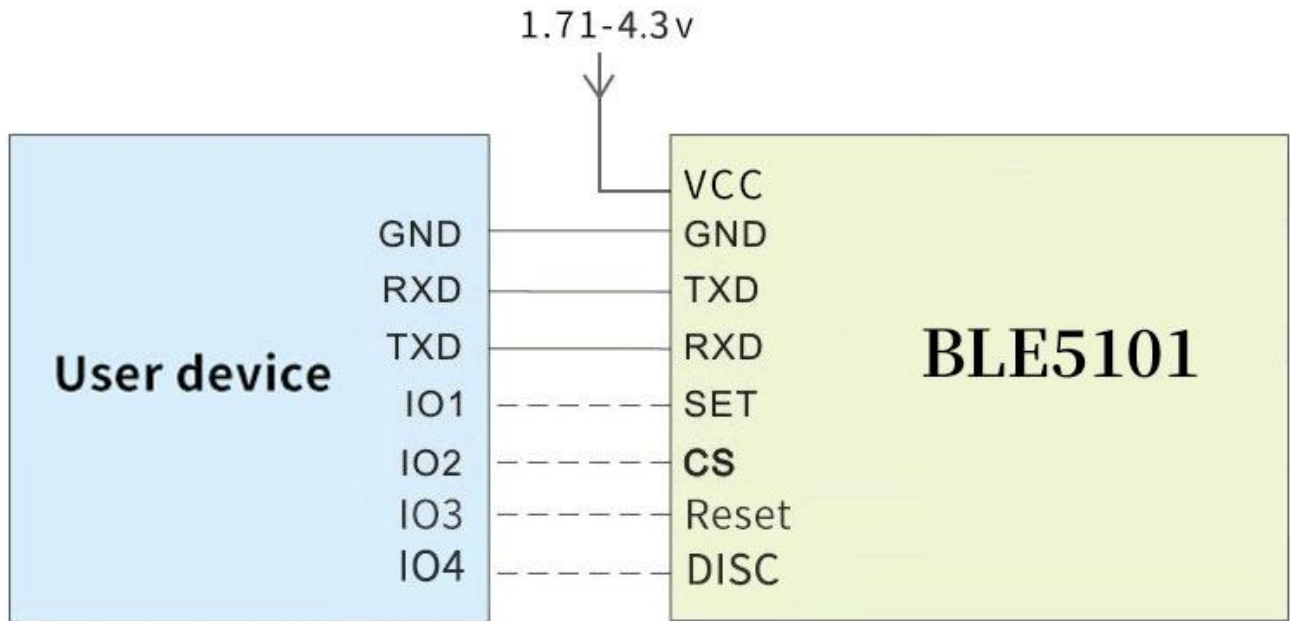 1.71-4.3v
VCC
GND GND
RXD TXD
TXD RXD
User device
BLE5101
IO1 SET
IO2 CS
IO3 Reset
IO4 DISC